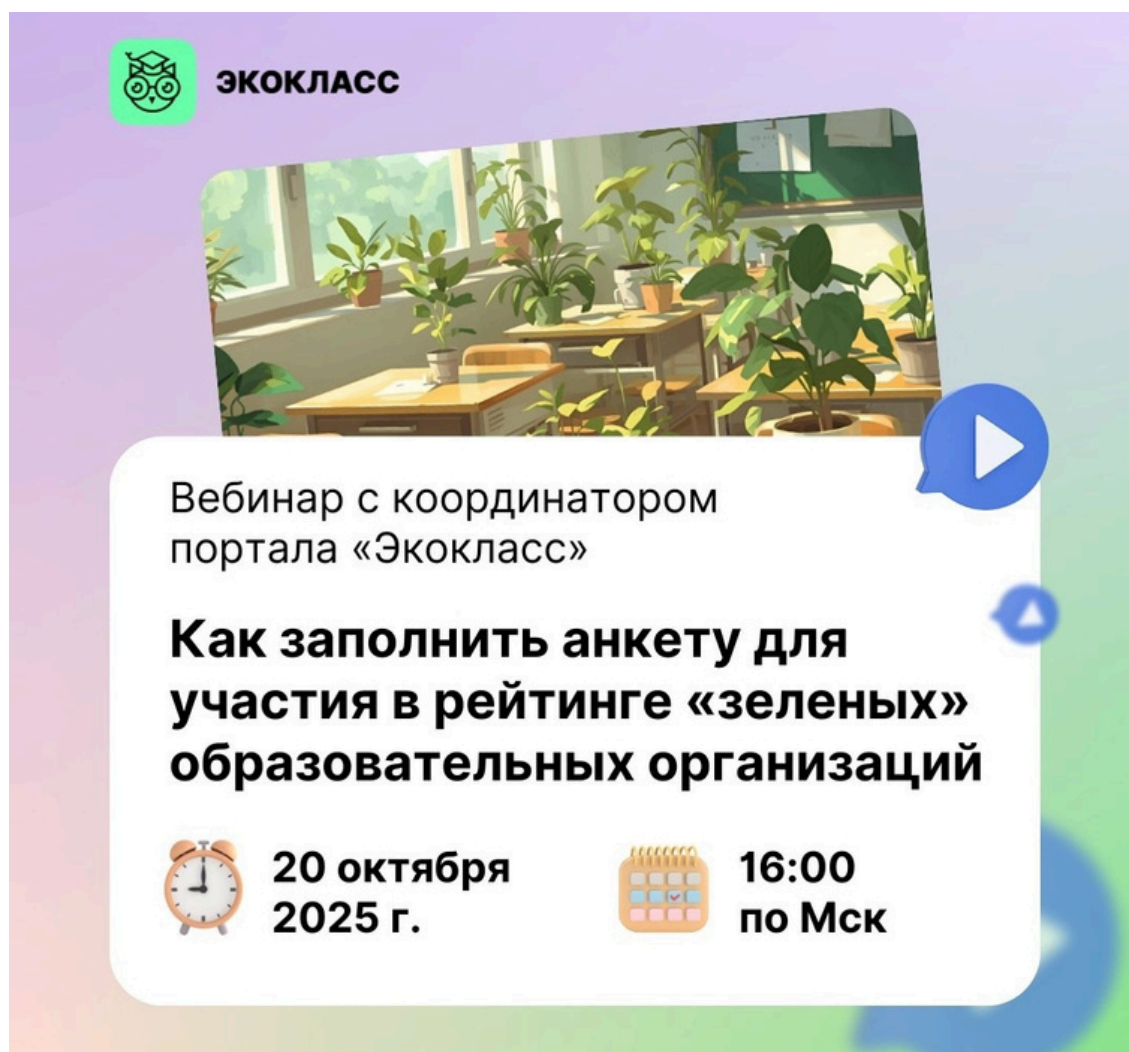 ЭКОКЛАСС
Вебинар с координатором
портала «Экокласс»
Как заполнить анкету для
участия в рейтинге «зеленых»
образовательных организаций
20 октября
2025 г.
16:00
по Мск